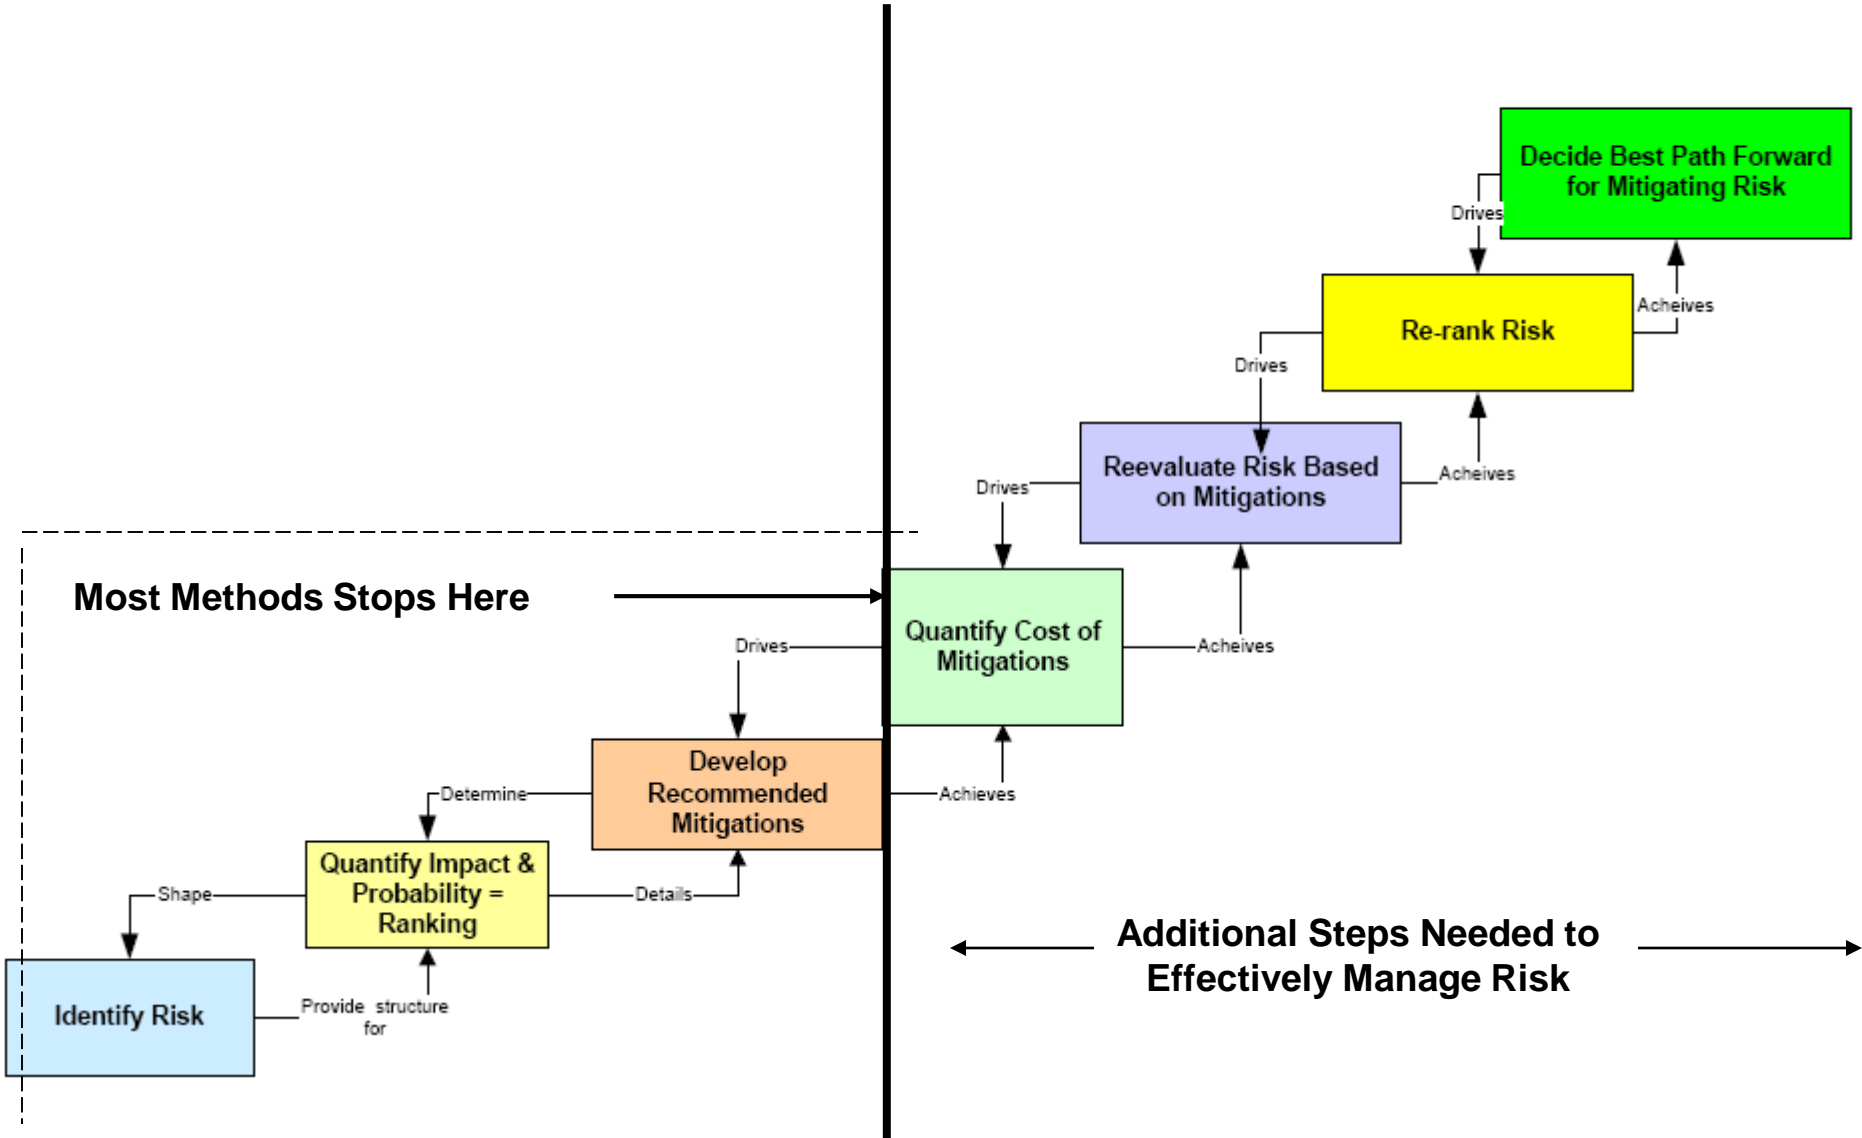 Decide Best Path Forward
for Mitigating Risk
Drives
Acheives
Re-rank Risk
Drives
Acheives
Reevaluate Risk Based
on Mitigations
Drives
Acheives
Most Methods Stops Here
Quantify Cost of
Mitigations
Drives
Achieves
Develop
Recommended
Mitigations
Determine
Details
Quantify Impact &
Probability =
Ranking
Shape
Provide structure
for
Identify Risk
Additional Steps Needed to
Effectively Manage Risk